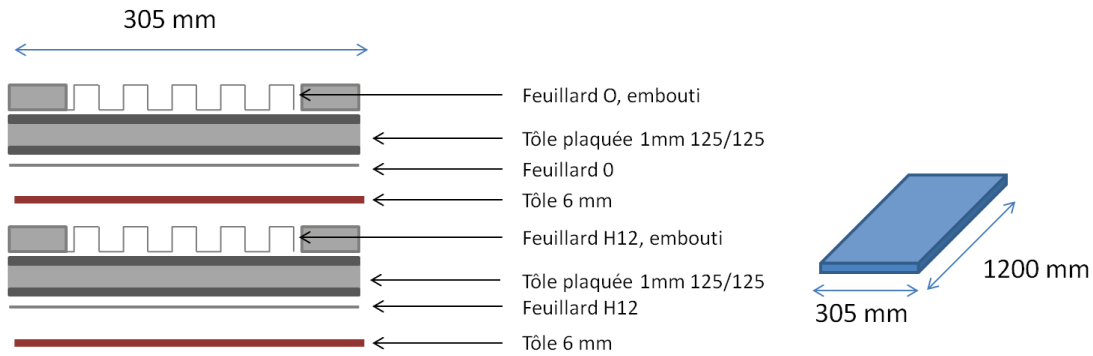 305 mm
Feuillard O, embouti
Tôle plaquée 1mm 125/125
Feuillard 0
Tôle 6 mm
Feuillard H12, embouti
Tôle plaquée 1mm 125/125
Feuillard H12
Tôle 6 mm
1200 mm
305 mm